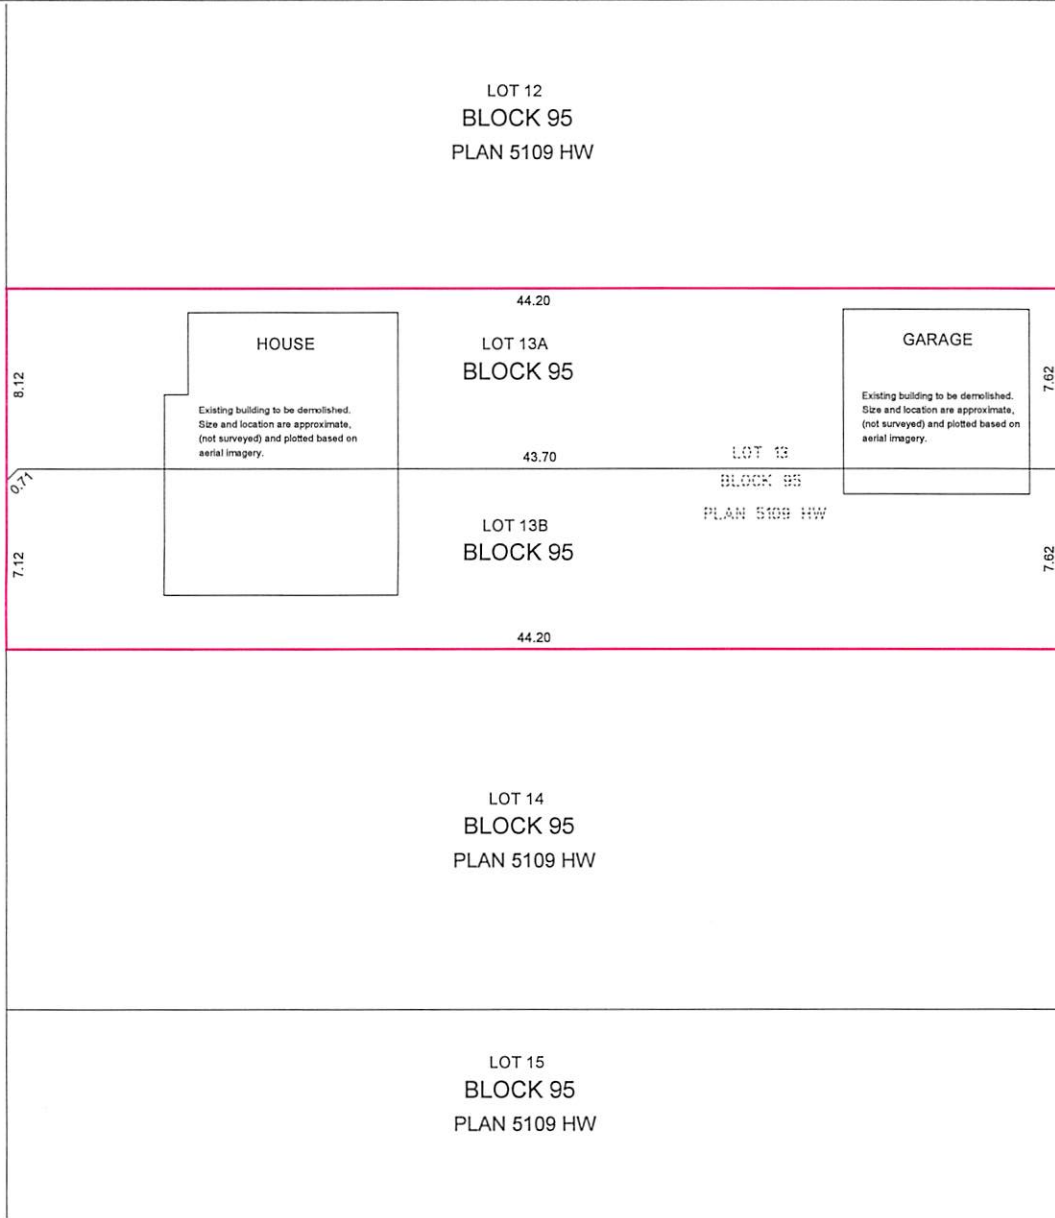 LOT 12
BLOCK 95
PLAN 5109 HW
44.20
HOUSE
LOT 13A
BLOCK 95
GARAGE
8.12
7.62
Existing building to be demolished.
Size and location are approximate,
(not surveyed) and plotted based on
aerial imagery.
Existing building to be demolished.
Size and location are approximate,
(not surveyed) and plotted based on
aerial imagery.
43.70
LOT 13
BLOCK 95
PLAN 5109 HW
0.71
LOT 13B
BLOCK 95
7.12
7.62
44.20
LOT 14
BLOCK 95
PLAN 5109 HW
LOT 15
BLOCK 95
PLAN 5109 HW